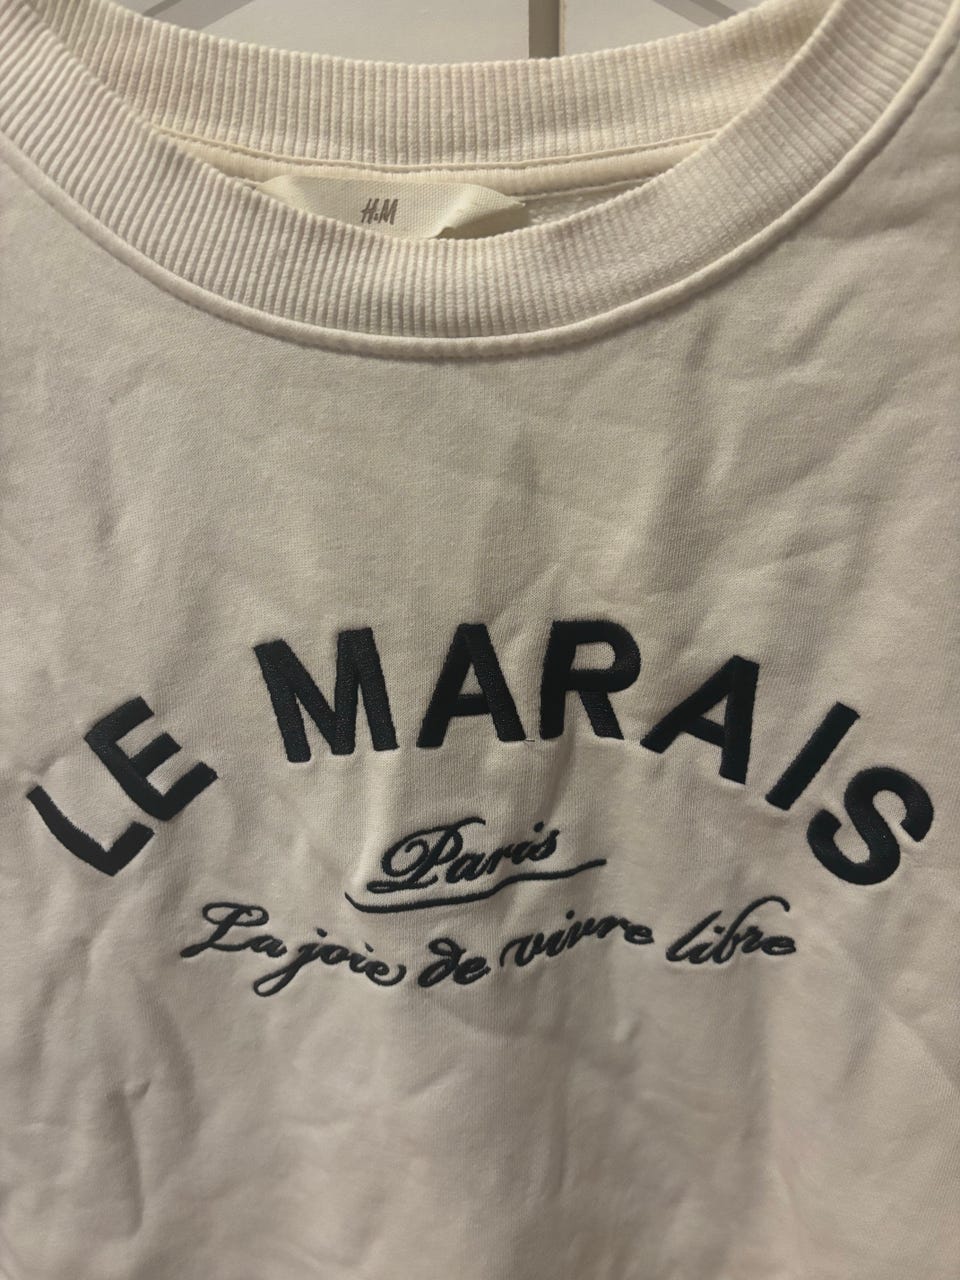 H&M
LE MARAIS
Paris
La joie de vivre libre